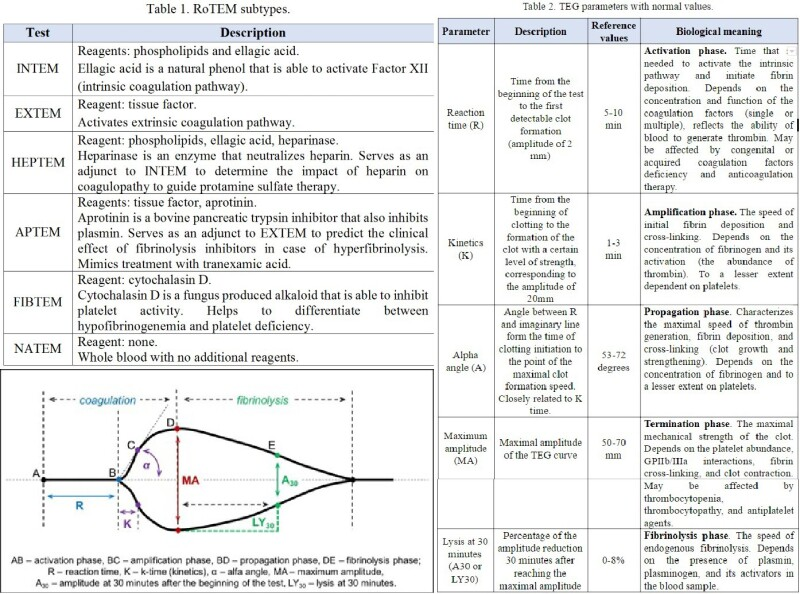 Table 1. RoTEM subtypes.
Test
Description
INTEM
Reagents: phospholipids and ellagic acid.
Ellagic acid is a natural phenol that is able to activate Factor XII
(intrinsic coagulation pathway).
EXTEM
Reagent: tissue factor.
Activates extrinsic coagulation pathway.
HEPTEM
Reagent: phospholipids, ellagic acid, heparinase.
Heparinase is an enzyme that neutralizes heparin. Serves as an
adjunct to INTEM to determine the impact of heparin on
coagulopathy to guide protamine sulfate therapy.
APTEM
Reagents: tissue factor, aprotinin.
Aprotinin is a bovine pancreatic trypsin inhibitor that also inhibits
plasmin. Serves as an adjunct to EXTEM to predict the clinical
effect of fibrinolysis inhibitors in case of hyperfibrinolysis.
Mimics treatment with tranexamic acid.
FIBTEM
Reagent: cytochalasin D.
Cytochalasin D is a fungus produced alkaloid that is able to inhibit
platelet activity. Helps to differentiate between
hypofibrinogenemia and platelet deficiency.
NATEM
Reagent: none.
Whole blood with no additional reagents.
coagulation
fibrinolysis
A
B
C
D
E
α
MA
A30
R
K
LY30
AB – activation phase, BC – amplification phase, BD – propagation phase, DE – fibrinolysis phase;
R – reaction time, K – k-time (kinetics), α – alfa angle, MA – maximum amplitude,
A30 – amplitude at 30 minutes after the beginning of the test, LY30 – lysis at 30 minutes.
Table 2. TEG parameters with normal values.
Parameter
Description
Reference
values
Biological meaning
Reaction
time (R)
Time from the
beginning of the test
to the first
detectable clot
formation
(amplitude of 2
mm)
5-10
min
Activation phase. Time that :-
needed to activate the intrinsic
pathway and initiate fibrin
deposition. Depends on the
concentration and function of the
coagulation factors (single or
multiple), reflects the ability of
blood to generate thrombin. May
be affected by congenital or
acquired coagulation factors
deficiency and anticoagulation
therapy.
Kinetics
(K)
Time from the
beginning of
clotting to the
formation of the
clot with a certain
level of strength,
corresponding to
the amplitude of
20mm
1-3
min
Amplification phase. The speed of
initial fibrin deposition and
cross-linking. Depends on the
concentration of fibrinogen and its
activation (the abundance of
thrombin). To a lesser extent
dependent on platelets.
Alpha
angle (A)
Angle between R
and imaginary line
form the time of
clotting initiation to
the point of the
maximal clot
formation speed.
Closely related to K
time.
53-72
degrees
Propagation phase. Characterizes
the maximal speed of thrombin
generation, fibrin deposition, and
cross-linking (clot growth and
strengthening). Depends on the
concentration of fibrinogen and to
a lesser extent on platelets.
Maximum
amplitude
(MA)
Maximal amplitude
of the TEG curve
50-70
mm
Termination phase. The maximal
mechanical strength of the clot.
Depends on the platelet abundance,
GPIIb/IIIa interactions, fibrin
cross-linking, and clot contraction.
May be affected by
thrombocytopenia,
thrombocytopathy, and antiplatelet
agents.
Lysis at 30
minutes
(A30 or
LY30)
Percentage of the
amplitude reduction
30 minutes after
reaching the
maximal amplitude
0-8%
Fibrinolysis phase. The speed of
endogenous fibrinolysis. Depends
on the presence of plasmin,
plasminogen, and its activators in
the blood sample.